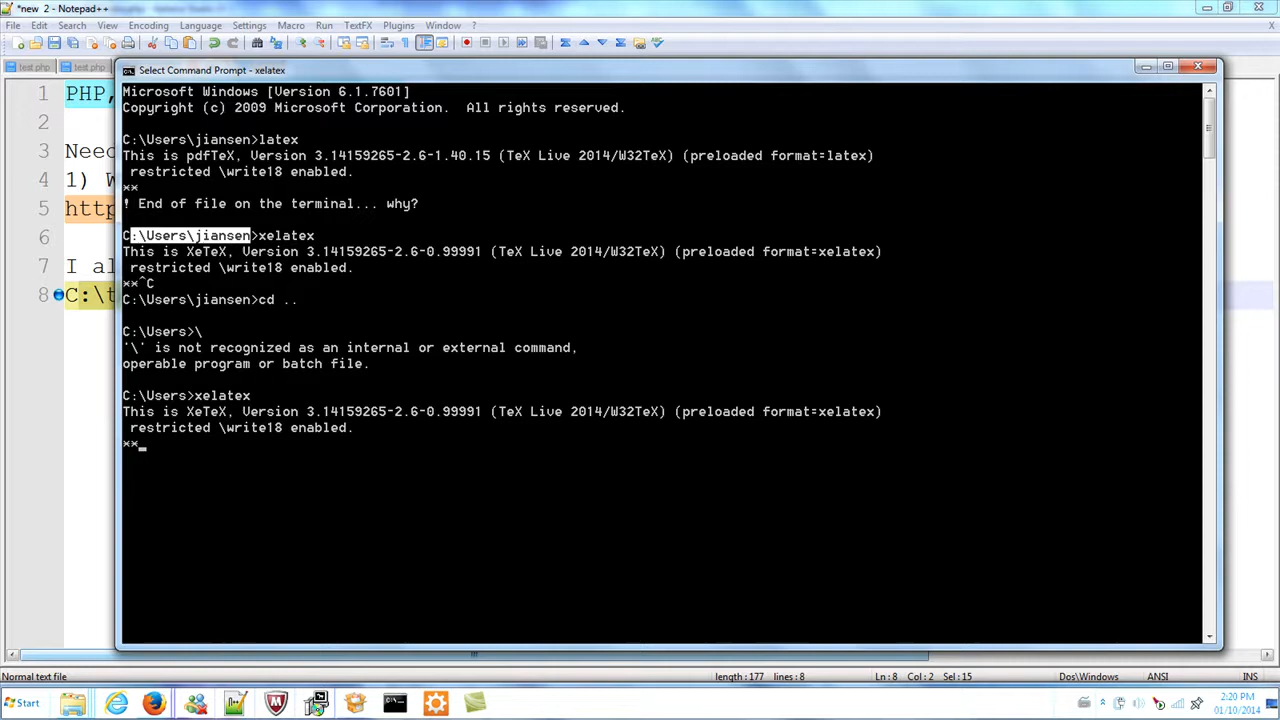 *new  2 - Notepad++
File Edit Search View Encoding Language Settings Macro Run TextFX Plugins Window ?
test.php test.php
Select Command Prompt - xelatex
Microsoft Windows [Version 6.1.7601]
Copyright (c) 2009 Microsoft Corporation.  All rights reserved.
C:\Users\jiansen>latex
This is pdfTeX, Version 3.14159265-2.6-1.40.15 (TeX Live 2014/W32TeX) (preloaded format=latex)
restricted \write18 enabled.
**
! End of file on the terminal... why?
C:\Users\jiansen>xelatex
This is XeTeX, Version 3.14159265-2.6-0.99991 (TeX Live 2014/W32TeX) (preloaded format=xelatex)
restricted \write18 enabled.
**^C
C:\Users\jiansen>cd ..
C:\Users>\
'\' is not recognized as an internal or external command,
operable program or batch file.
C:\Users>xelatex
This is XeTeX, Version 3.14159265-2.6-0.99991 (TeX Live 2014/W32TeX) (preloaded format=xelatex)
restricted \write18 enabled.
**_
1 PHP,
2
3 Need
4 1) W
5 http
6
7 I al
8 C:\t
Normal text file length : 177 lines : 8 Ln : 8 Col : 2 Sel : 15 Dos\Windows ANSI INS
Start 2:20 PM
01/10/2014